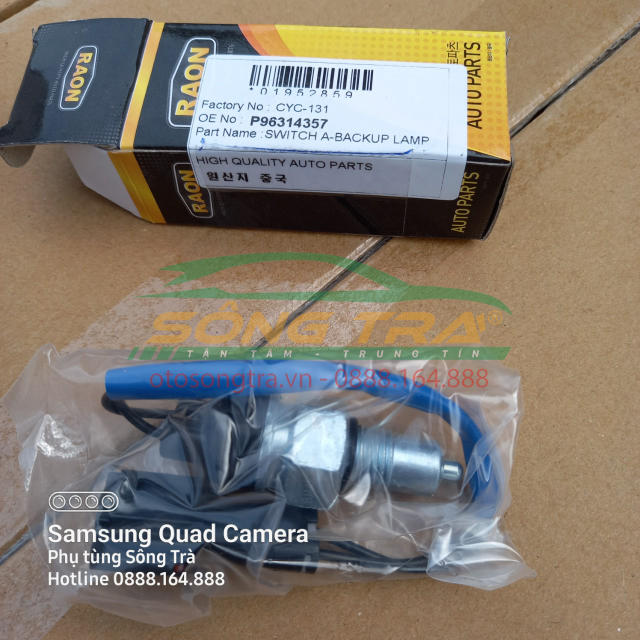 RAON
RAON
*01952859
Factory No : CYC-131
OE No : P96314357
Part Name : SWITCH A-BACKUP LAMP
HIGH QUALITY AUTO PARTS
원산지 중국
AUTO PARTS
RAON
AUTO PARTS
SÔNG TRÀ
TẬN TÂM - TRUNG TÍN
otosongtra.vn - 0888.164.888
Samsung Quad Camera
Phụ tùng Sông Trà
Hotline 0888.164.888